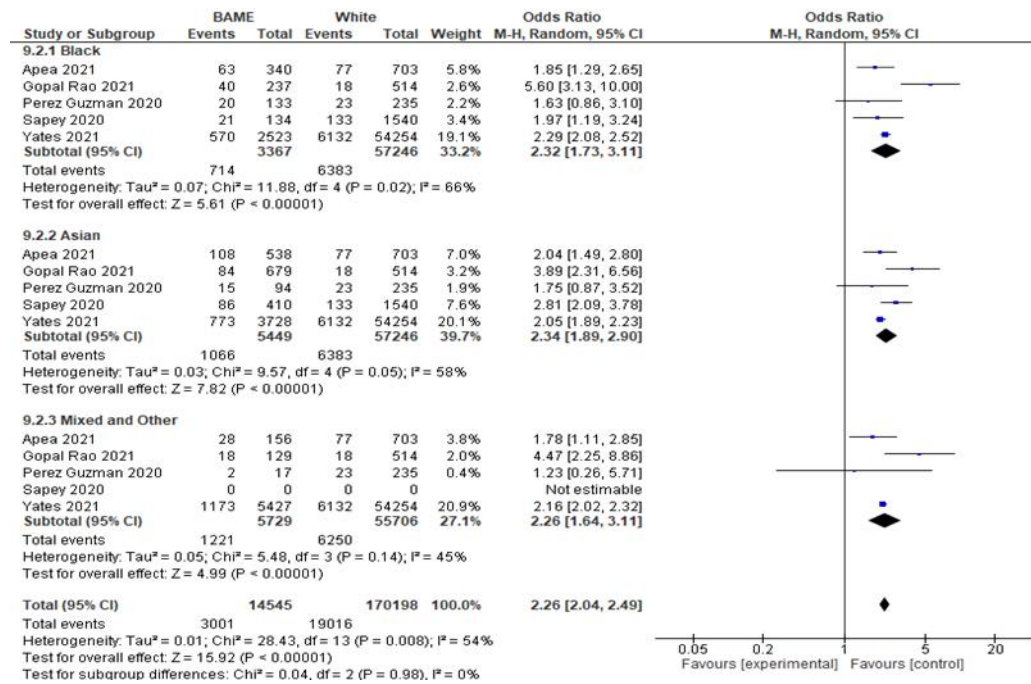 BAME White Odds Ratio Odds Ratio
Study or Subgroup Events Total Events Total Weight M-H, Random, 95% CI M-H, Random, 95% CI
9.2.1 Black
Apea 2021 63 340 77 703 5.8% 1.85 [1.29, 2.65]
Gopal Rao 2021 40 237 18 514 2.6% 5.60 [3.13, 10.00]
Perez Guzman 2020 20 133 23 235 2.2% 1.63 [0.86, 3.10]
Sapey 2020 21 134 133 1540 3.4% 1.97 [1.19, 3.24]
Yates 2021 570 2523 6132 54254 19.1% 2.29 [2.08, 2.52]
Subtotal (95% CI) 3367 57246 33.2% 2.32 [1.73, 3.11]
Total events 714 6383
Heterogeneity: Tau² = 0.07; Chi² = 11.88, df = 4 (P = 0.02); I² = 66%
Test for overall effect: Z = 5.61 (P < 0.00001)
9.2.2 Asian
Apea 2021 108 538 77 703 7.0% 2.04 [1.49, 2.80]
Gopal Rao 2021 84 679 18 514 3.2% 3.89 [2.31, 6.56]
Perez Guzman 2020 15 94 23 235 1.9% 1.75 [0.87, 3.52]
Sapey 2020 86 410 133 1540 7.6% 2.81 [2.09, 3.78]
Yates 2021 773 3728 6132 54254 20.1% 2.05 [1.89, 2.23]
Subtotal (95% CI) 5449 57246 39.7% 2.34 [1.89, 2.90]
Total events 1066 6383
Heterogeneity: Tau² = 0.03; Chi² = 9.57, df = 4 (P = 0.05); I² = 58%
Test for overall effect: Z = 7.82 (P < 0.00001)
9.2.3 Mixed and Other
Apea 2021 28 156 77 703 3.8% 1.78 [1.11, 2.85]
Gopal Rao 2021 18 129 18 514 2.0% 4.47 [2.25, 8.86]
Perez Guzman 2020 2 17 23 235 0.4% 1.23 [0.26, 5.71]
Sapey 2020 0 0 0 0 Not estimable
Yates 2021 1173 5427 6132 54254 20.9% 2.16 [2.02, 2.32]
Subtotal (95% CI) 5729 55706 27.1% 2.26 [1.64, 3.11]
Total events 1221 6250
Heterogeneity: Tau² = 0.05; Chi² = 5.48, df = 3 (P = 0.14); I² = 45%
Test for overall effect: Z = 4.99 (P < 0.00001)
Total (95% CI) 14545 170198 100.0% 2.26 [2.04, 2.49]
Total events 3001 19016
Heterogeneity: Tau² = 0.01; Chi² = 28.43, df = 13 (P = 0.008); I² = 54%
Test for overall effect: Z = 15.92 (P < 0.00001)
Test for subgroup differences: Chi² = 0.04, df = 2 (P = 0.98), I² = 0%
0.05 0.2 1 5 20
Favours [experimental] Favours [control]